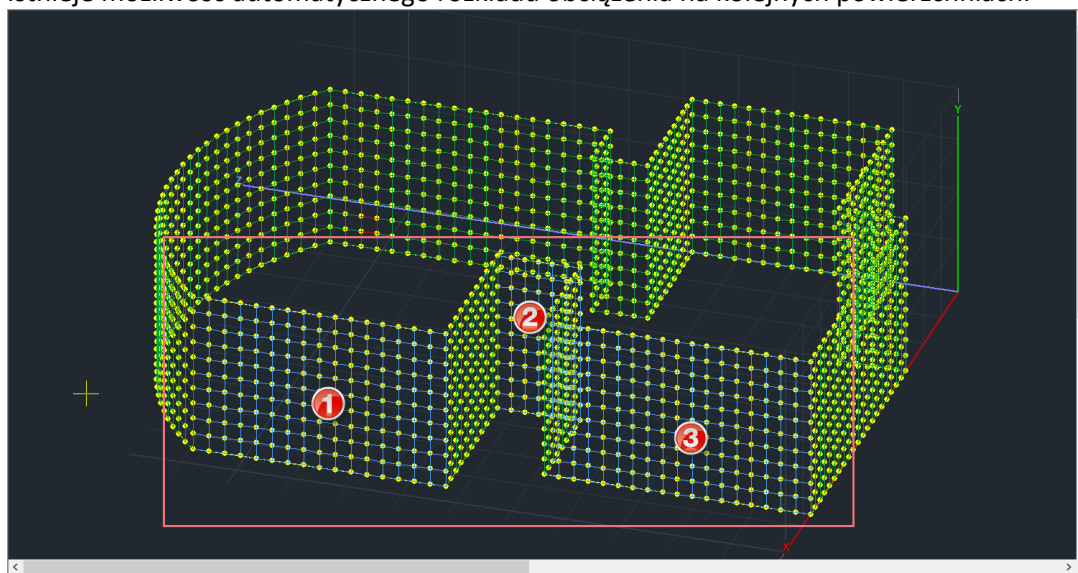 istnieje możliwość automatycznego rozkładu obciążenia na kolejnych powierzchniach.
Y
Z
2
1
3
X